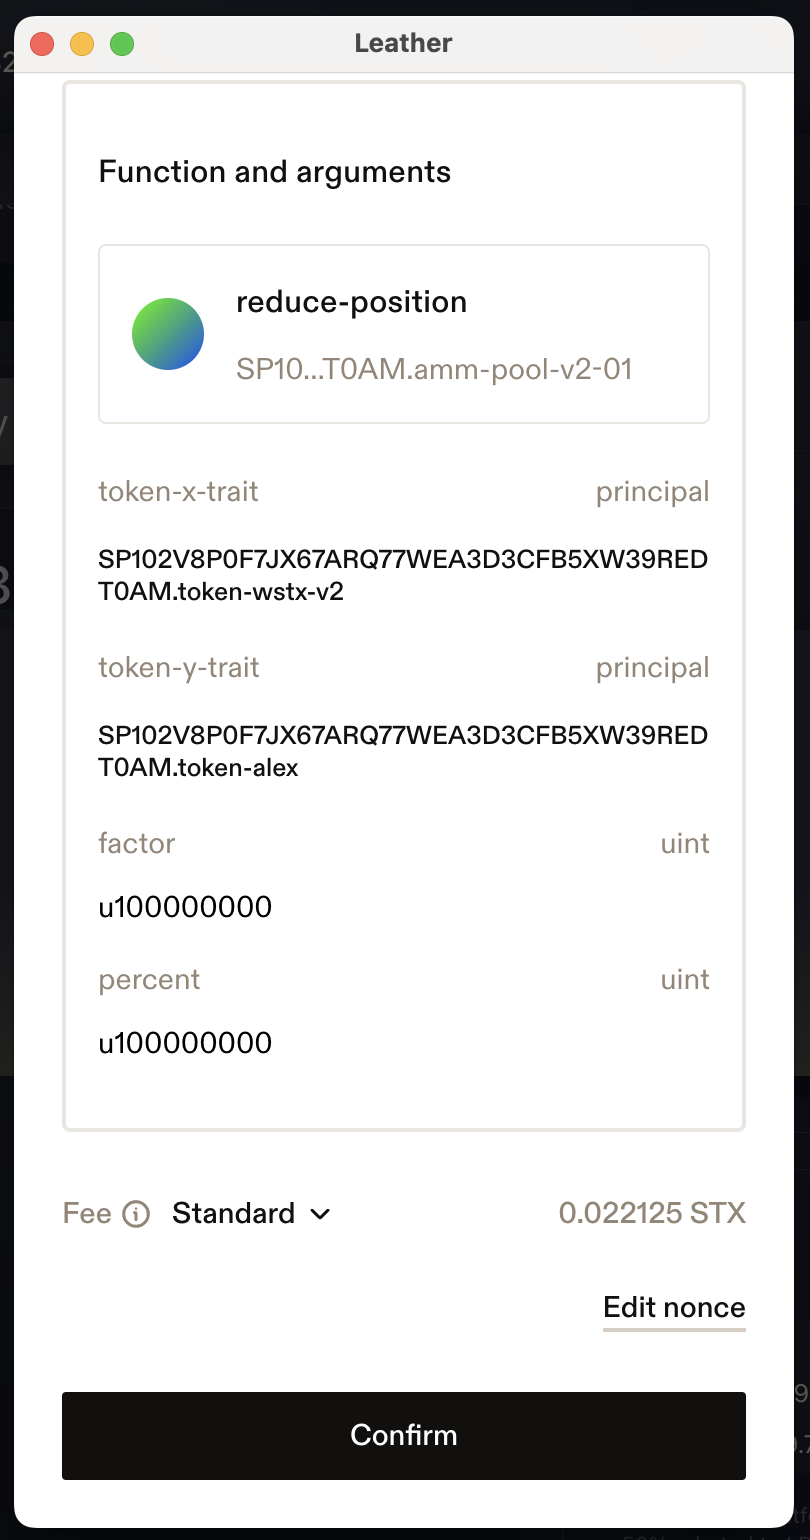 Leather
Function and arguments
reduce-position
SP10...T0AM.amm-pool-v2-01
token-x-trait principal
SP102V8P0F7JX67ARQ77WEA3D3CFB5XW39RED
T0AM.token-wstx-v2
token-y-trait principal
SP102V8P0F7JX67ARQ77WEA3D3CFB5XW39RED
T0AM.token-alex
factor uint
u100000000
percent uint
u100000000
Fee Standard 0.022125 STX
Edit nonce
Confirm